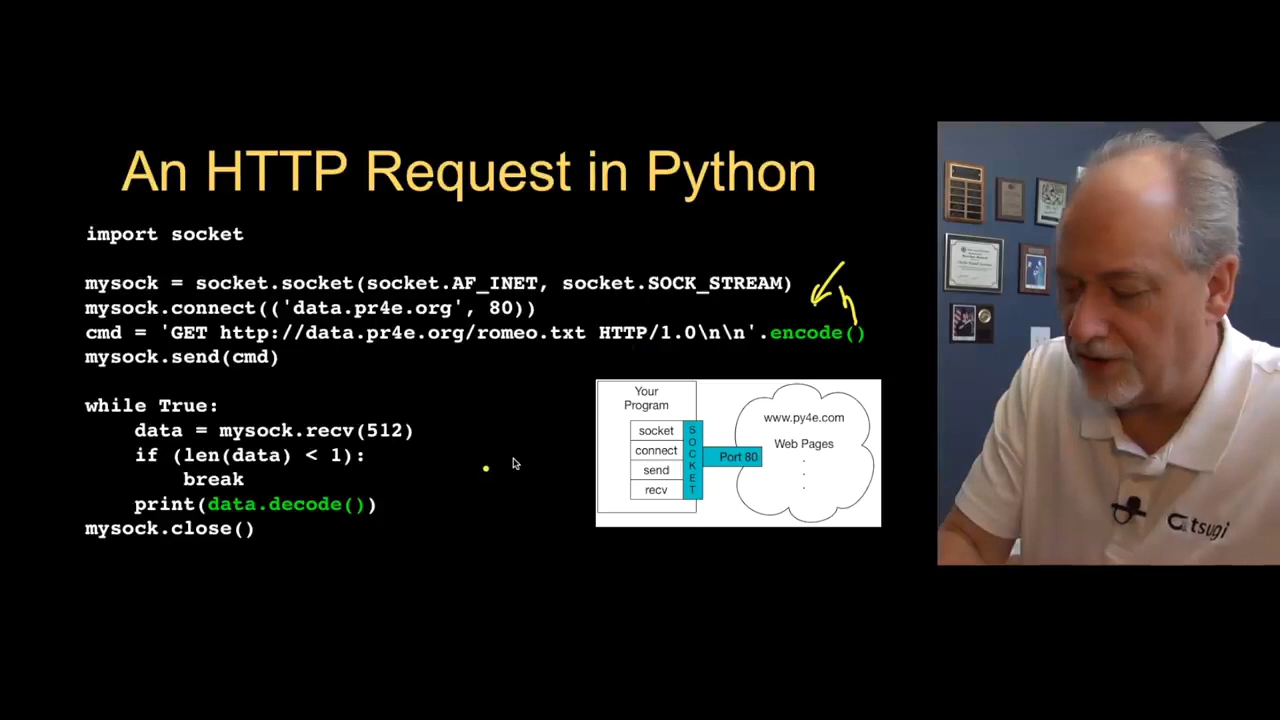 An HTTP Request in Python
import socket
mysock = socket.socket(socket.AF_INET, socket.SOCK_STREAM)
mysock.connect(('data.pr4e.org', 80))
cmd = 'GET http://data.pr4e.org/romeo.txt HTTP/1.0\n\n'.encode()
mysock.send(cmd)
while True:
    data = mysock.recv(512)
    if (len(data) < 1):
        break
    print(data.decode())
mysock.close()
Your
Program
socket
connect
send
recv
SOCKET
Port 80
www.py4e.com
Web Pages
.
.
.
tsugi